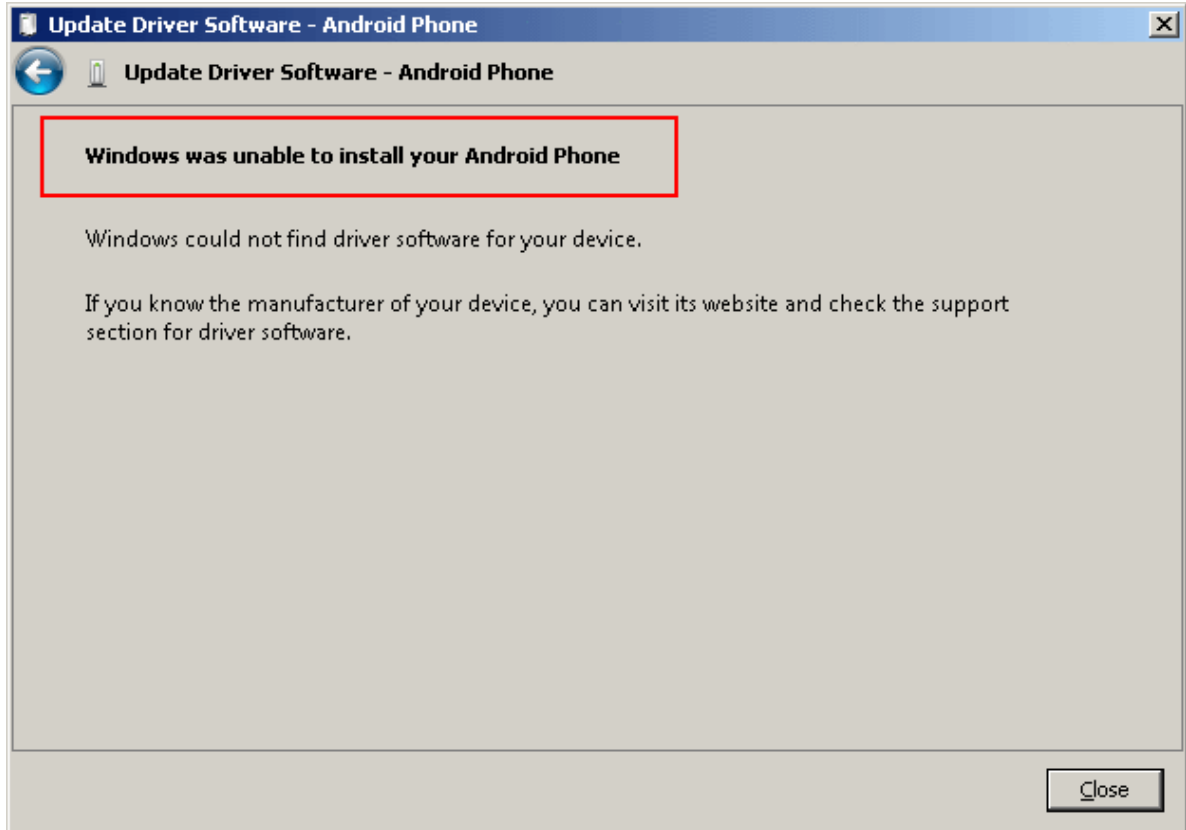 Update Driver Software - Android Phone
Update Driver Software - Android Phone
Windows was unable to install your Android Phone
Windows could not find driver software for your device.
If you know the manufacturer of your device, you can visit its website and check the support
section for driver software.
Close